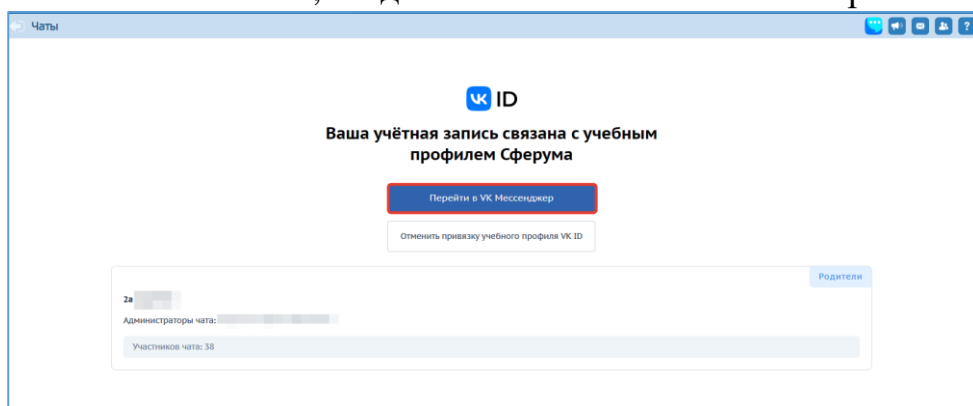 Чаты
?
VK ID
Ваша учётная запись связана с учебным
профилем Сферума
Перейти в VK Мессенджер
Отменить привязку учебного профиля VK ID
Родители
2а
Администраторы чата:
Участников чата: 38